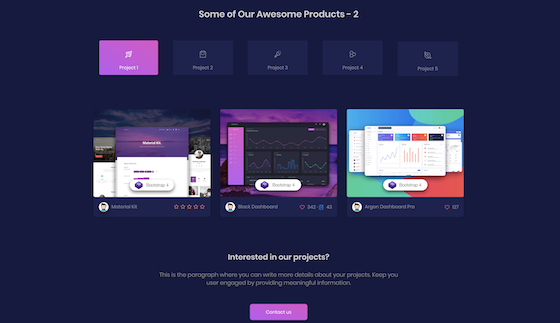 Some of Our Awesome Products - 2
Project 1
Project 2
Project 3
Project 4
Project 5
Material Kit
Bootstrap 4
Bootstrap 4
Bootstrap 4
Material Kit
Black Dashboard
543 · 43
Argon Dashboard Pro
127
Interested in our projects?
This is the paragraph where you can write more details about your projects. Keep you
user engaged by providing meaningful information.
Contact us